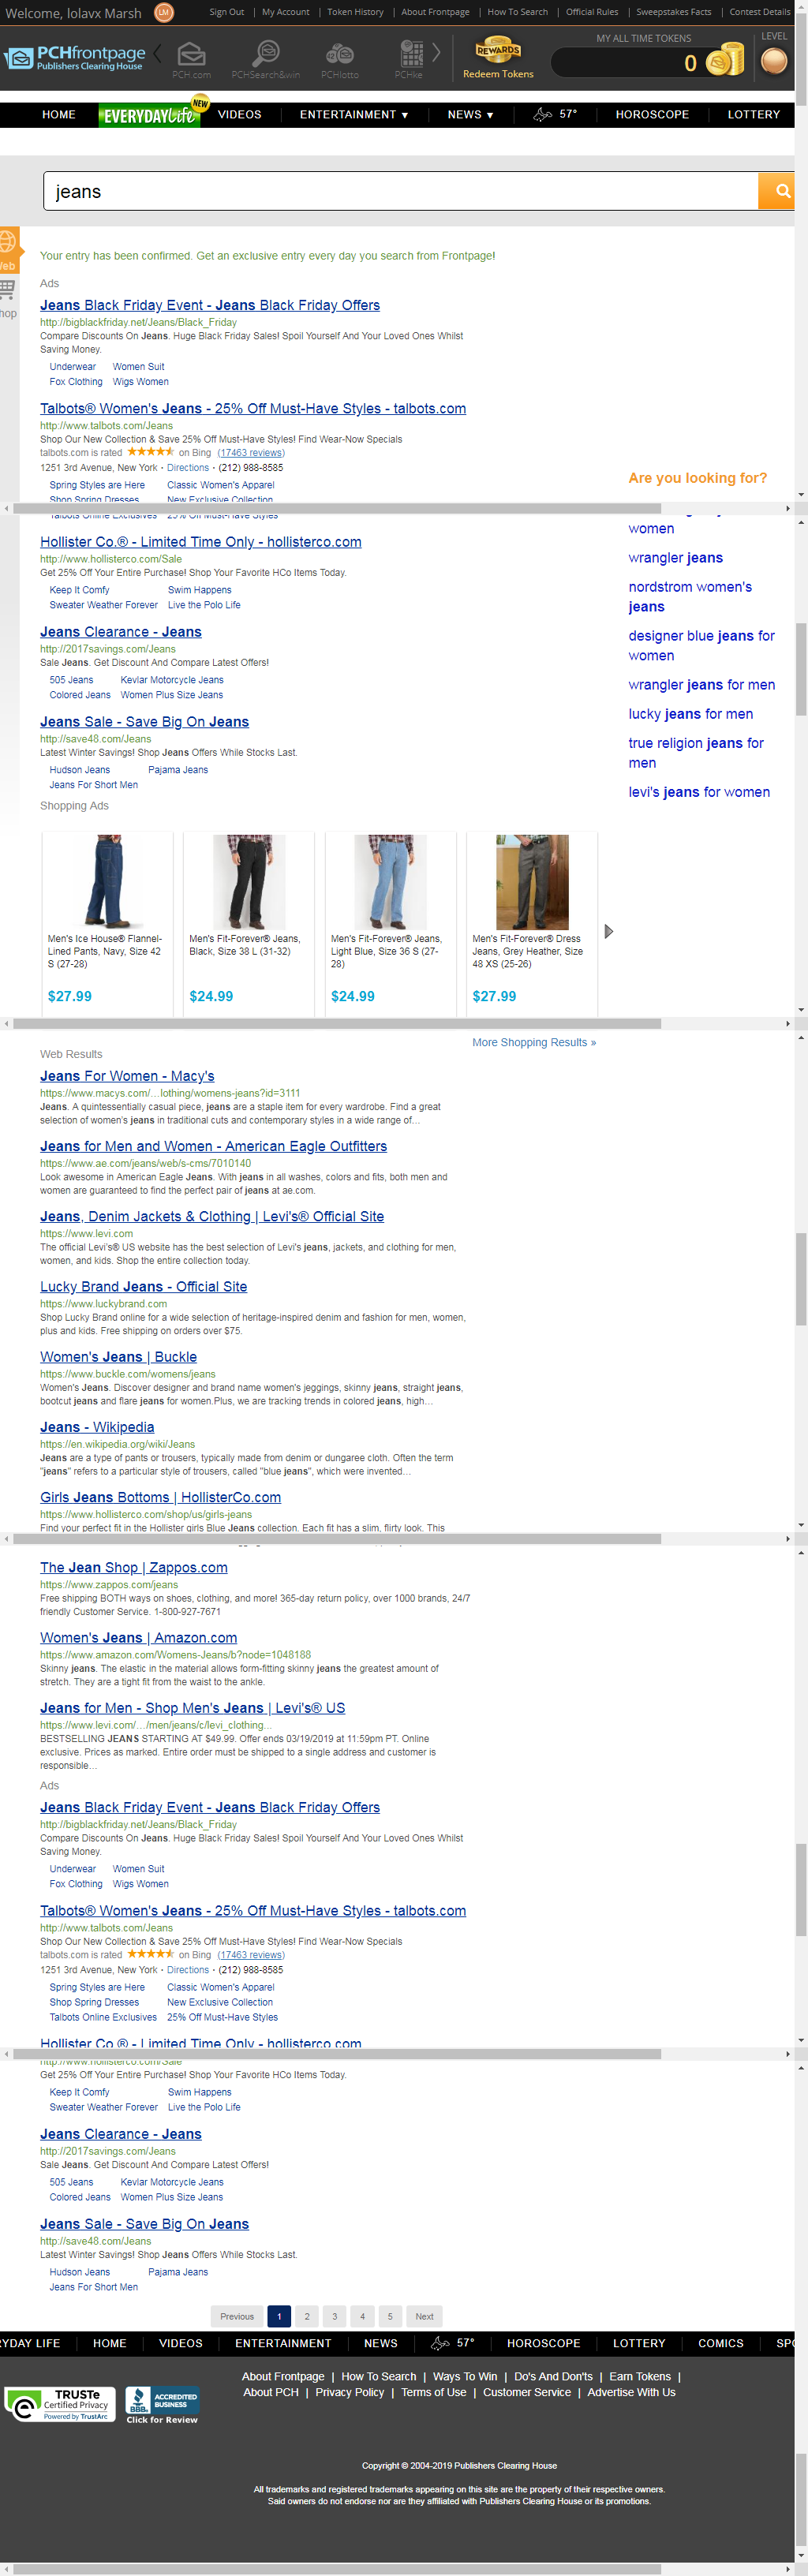 Welcome, lolavx Marsh LM Sign Out | My Account | Token History | About Frontpage | How To Search | Official Rules | Sweepstakes Facts | Contest Details
PCHfrontpage
Publishers Clearing House
PCH.com PCHSearch&win PCHlotto PCHke
REWARDS
Redeem Tokens
MY ALL TIME TOKENS
0
LEVEL
HOME EVERYDAY Life NEW VIDEOS ENTERTAINMENT ▼ NEWS ▼ 57° HOROSCOPE LOTTERY
jeans
Web
hop
Your entry has been confirmed. Get an exclusive entry every day you search from Frontpage!
Ads
Jeans Black Friday Event - Jeans Black Friday Offers
http://bigblackfriday.net/Jeans/Black_Friday
Compare Discounts On Jeans. Huge Black Friday Sales! Spoil Yourself And Your Loved Ones Whilst
Saving Money.
Underwear Women Suit
Fox Clothing Wigs Women
Talbots® Women's Jeans - 25% Off Must-Have Styles - talbots.com
http://www.talbots.com/Jeans
Shop Our New Collection & Save 25% Off Must-Have Styles! Find Wear-Now Specials
talbots.com is rated on Bing (17463 reviews)
1251 3rd Avenue, New York · Directions · (212) 988-8585
Spring Styles are Here Classic Women's Apparel
Shop Spring Dresses New Exclusive Collection
Are you looking for?
Talbots Online Exclusives 25% Off Must-Have Styles
Hollister Co.® - Limited Time Only - hollisterco.com
http://www.hollisterco.com/Sale
Get 25% Off Your Entire Purchase! Shop Your Favorite HCo Items Today.
Keep It Comfy Swim Happens
Sweater Weather Forever Live the Polo Life
Jeans Clearance - Jeans
http://2017savings.com/Jeans
Sale Jeans. Get Discount And Compare Latest Offers!
505 Jeans Kevlar Motorcycle Jeans
Colored Jeans Women Plus Size Jeans
Jeans Sale - Save Big On Jeans
http://save48.com/Jeans
Latest Winter Savings! Shop Jeans Offers While Stocks Last.
Hudson Jeans Pajama Jeans
Jeans For Short Men
women
wrangler jeans
nordstrom women's
jeans
designer blue jeans for
women
wrangler jeans for men
lucky jeans for men
true religion jeans for
men
levi's jeans for women
Shopping Ads
Men's Ice House® Flannel-
Lined Pants, Navy, Size 42
S (27-28)
$27.99
Men's Fit-Forever® Jeans,
Black, Size 38 L (31-32)
$24.99
Men's Fit-Forever® Jeans,
Light Blue, Size 36 S (27-
28)
$24.99
Men's Fit-Forever® Dress
Jeans, Grey Heather, Size
48 XS (25-26)
$27.99
More Shopping Results »
Web Results
Jeans For Women - Macy's
https://www.macys.com/...lothing/womens-jeans?id=3111
Jeans. A quintessentially casual piece, jeans are a staple item for every wardrobe. Find a great
selection of women's jeans in traditional cuts and contemporary styles in a wide range of...
Jeans for Men and Women - American Eagle Outfitters
https://www.ae.com/jeans/web/s-cms/7010140
Look awesome in American Eagle Jeans. With jeans in all washes, colors and fits, both men and
women are guaranteed to find the perfect pair of jeans at ae.com.
Jeans, Denim Jackets & Clothing | Levi's® Official Site
https://www.levi.com
The official Levi's® US website has the best selection of Levi's jeans, jackets, and clothing for men,
women, and kids. Shop the entire collection today.
Lucky Brand Jeans - Official Site
https://www.luckybrand.com
Shop Lucky Brand online for a wide selection of heritage-inspired denim and fashion for men, women,
plus and kids. Free shipping on orders over $75.
Women's Jeans | Buckle
https://www.buckle.com/womens/jeans
Women's Jeans. Discover designer and brand name women's jeggings, skinny jeans, straight jeans,
bootcut jeans and flare jeans for women.Plus, we are tracking trends in colored jeans, high...
Jeans - Wikipedia
https://en.wikipedia.org/wiki/Jeans
Jeans are a type of pants or trousers, typically made from denim or dungaree cloth. Often the term
"jeans" refers to a particular style of trousers, called "blue jeans", which were invented...
Girls Jeans Bottoms | HollisterCo.com
https://www.hollisterco.com/shop/us/girls-jeans
Find your perfect fit in the Hollister girls Blue Jeans collection. Each fit has a slim, flirty look. This
The Jean Shop | Zappos.com
https://www.zappos.com/jeans
Free shipping BOTH ways on shoes, clothing, and more! 365-day return policy, over 1000 brands, 24/7
friendly Customer Service. 1-800-927-7671
Women's Jeans | Amazon.com
https://www.amazon.com/Womens-Jeans/b?node=1048188
Skinny jeans. The elastic in the material allows form-fitting skinny jeans the greatest amount of
stretch. They are a tight fit from the waist to the ankle.
Jeans for Men - Shop Men's Jeans | Levi's® US
https://www.levi.com/.../men/jeans/c/levi_clothing...
BESTSELLING JEANS STARTING AT $49.99. Offer ends 03/19/2019 at 11:59pm PT. Online
exclusive. Prices as marked. Entire order must be shipped to a single address and customer is
responsible...
Ads
Jeans Black Friday Event - Jeans Black Friday Offers
http://bigblackfriday.net/Jeans/Black_Friday
Compare Discounts On Jeans. Huge Black Friday Sales! Spoil Yourself And Your Loved Ones Whilst
Saving Money.
Underwear Women Suit
Fox Clothing Wigs Women
Talbots® Women's Jeans - 25% Off Must-Have Styles - talbots.com
http://www.talbots.com/Jeans
Shop Our New Collection & Save 25% Off Must-Have Styles! Find Wear-Now Specials
talbots.com is rated on Bing (17463 reviews)
1251 3rd Avenue, New York · Directions · (212) 988-8585
Spring Styles are Here Classic Women's Apparel
Shop Spring Dresses New Exclusive Collection
Talbots Online Exclusives 25% Off Must-Have Styles
Hollister Co.® - Limited Time Only - hollisterco.com
http://www.hollisterco.com/Sale
Get 25% Off Your Entire Purchase! Shop Your Favorite HCo Items Today.
Keep It Comfy Swim Happens
Sweater Weather Forever Live the Polo Life
Jeans Clearance - Jeans
http://2017savings.com/Jeans
Sale Jeans. Get Discount And Compare Latest Offers!
505 Jeans Kevlar Motorcycle Jeans
Colored Jeans Women Plus Size Jeans
Jeans Sale - Save Big On Jeans
http://save48.com/Jeans
Latest Winter Savings! Shop Jeans Offers While Stocks Last.
Hudson Jeans Pajama Jeans
Jeans For Short Men
Previous 1 2 3 4 5 Next
RYDAY LIFE HOME VIDEOS ENTERTAINMENT NEWS 57° HOROSCOPE LOTTERY COMICS SPO
About Frontpage | How To Search | Ways To Win | Do's And Don'ts | Earn Tokens |
About PCH | Privacy Policy | Terms of Use | Customer Service | Advertise With Us
TRUSTe
Certified Privacy
Powered by TrustArc
BBB
ACCREDITED
BUSINESS
Click for Review
Copyright © 2004-2019 Publishers Clearing House
All trademarks and registered trademarks appearing on this site are the property of their respective owners.
Said owners do not endorse nor are they affiliated with Publishers Clearing House or its promotions.